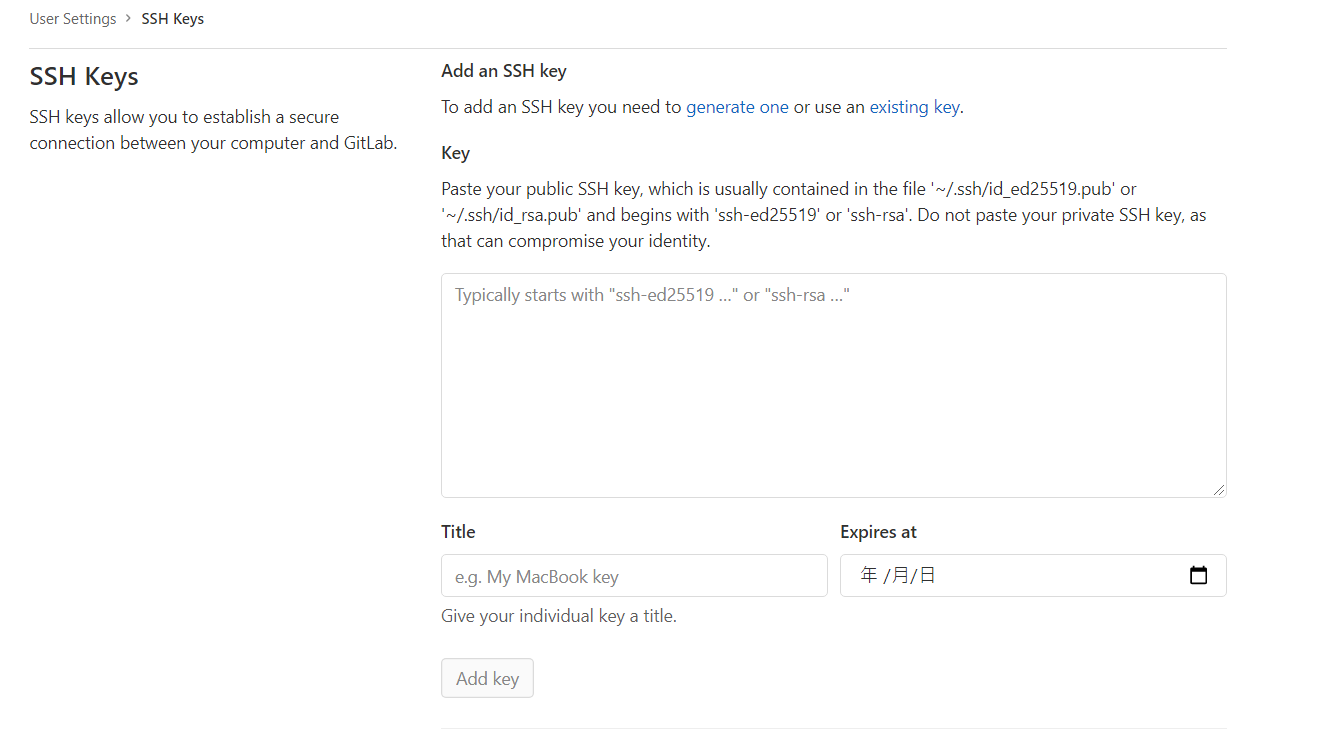 User Settings > SSH Keys
SSH Keys
SSH keys allow you to establish a secure
connection between your computer and GitLab.
Add an SSH key
To add an SSH key you need to generate one or use an existing key.
Key
Paste your public SSH key, which is usually contained in the file '~/.ssh/id_ed25519.pub' or
'~/.ssh/id_rsa.pub' and begins with 'ssh-ed25519' or 'ssh-rsa'. Do not paste your private SSH key, as
that can compromise your identity.
Typically starts with "ssh-ed25519 ..." or "ssh-rsa ..."
Title
Expires at
e.g. My MacBook key
年 /月/日
Give your individual key a title.
Add key